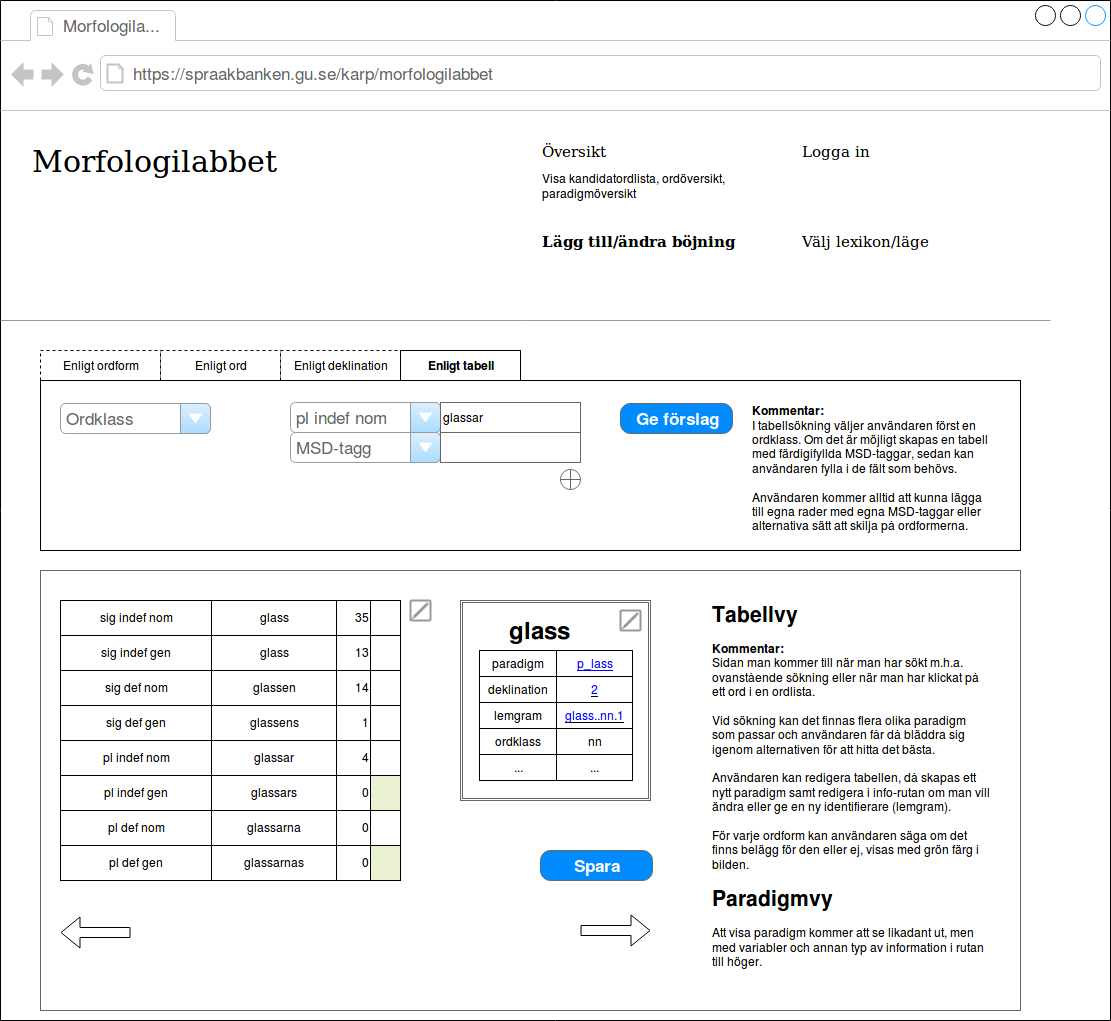 Morfologila...
https://spraakbanken.gu.se/karp/morfologilabbet
Morfologilabbet
Översikt
Logga in
Visa kandidatordlista, ordöversikt,
paradigmöversikt
Lägg till/ändra böjning
Välj lexikon/läge
Enligt ordform
Enligt ord
Enligt deklination
Enligt tabell
Ordklass
pl indef nom
glassar
MSD-tagg
Ge förslag
Kommentar:
I tabellsökning väljer användaren först en
ordklass. Om det är möjligt skapas en tabell
med färdigifyllda MSD-taggar, sedan kan
användaren fylla i de fält som behövs.
Användaren kommer alltid att kunna lägga
till egna rader med egna MSD-taggar eller
alternativa sätt att skilja på ordformerna.
sig indef nom glass 35
sig indef gen glass 13
sig def nom glassen 14
sig def gen glassens 1
pl indef nom glassar 4
pl indef gen glassars 0
pl def nom glassarna 0
pl def gen glassarnas 0
glass
paradigm p_lass
deklination 2
lemgram glass..nn.1
ordklass nn
... ...
Spara
Tabellvy
Kommentar:
Sidan man kommer till när man har sökt m.h.a.
ovanstående sökning eller när man har klickat på
ett ord i en ordlista.
Vid sökning kan det finnas flera olika paradigm
som passar och användaren får då bläddra sig
igenom alternativen för att hitta det bästa.
Användaren kan redigera tabellen, då skapas ett
nytt paradigm samt redigera i info-rutan om man vill
ändra eller ge en ny identifierare (lemgram).
För varje ordform kan användaren säga om det
finns belägg för den eller ej, visas med grön färg i
bilden.
Paradigmvy
Att visa paradigm kommer att se likadant ut, men
med variabler och annan typ av information i rutan
till höger.